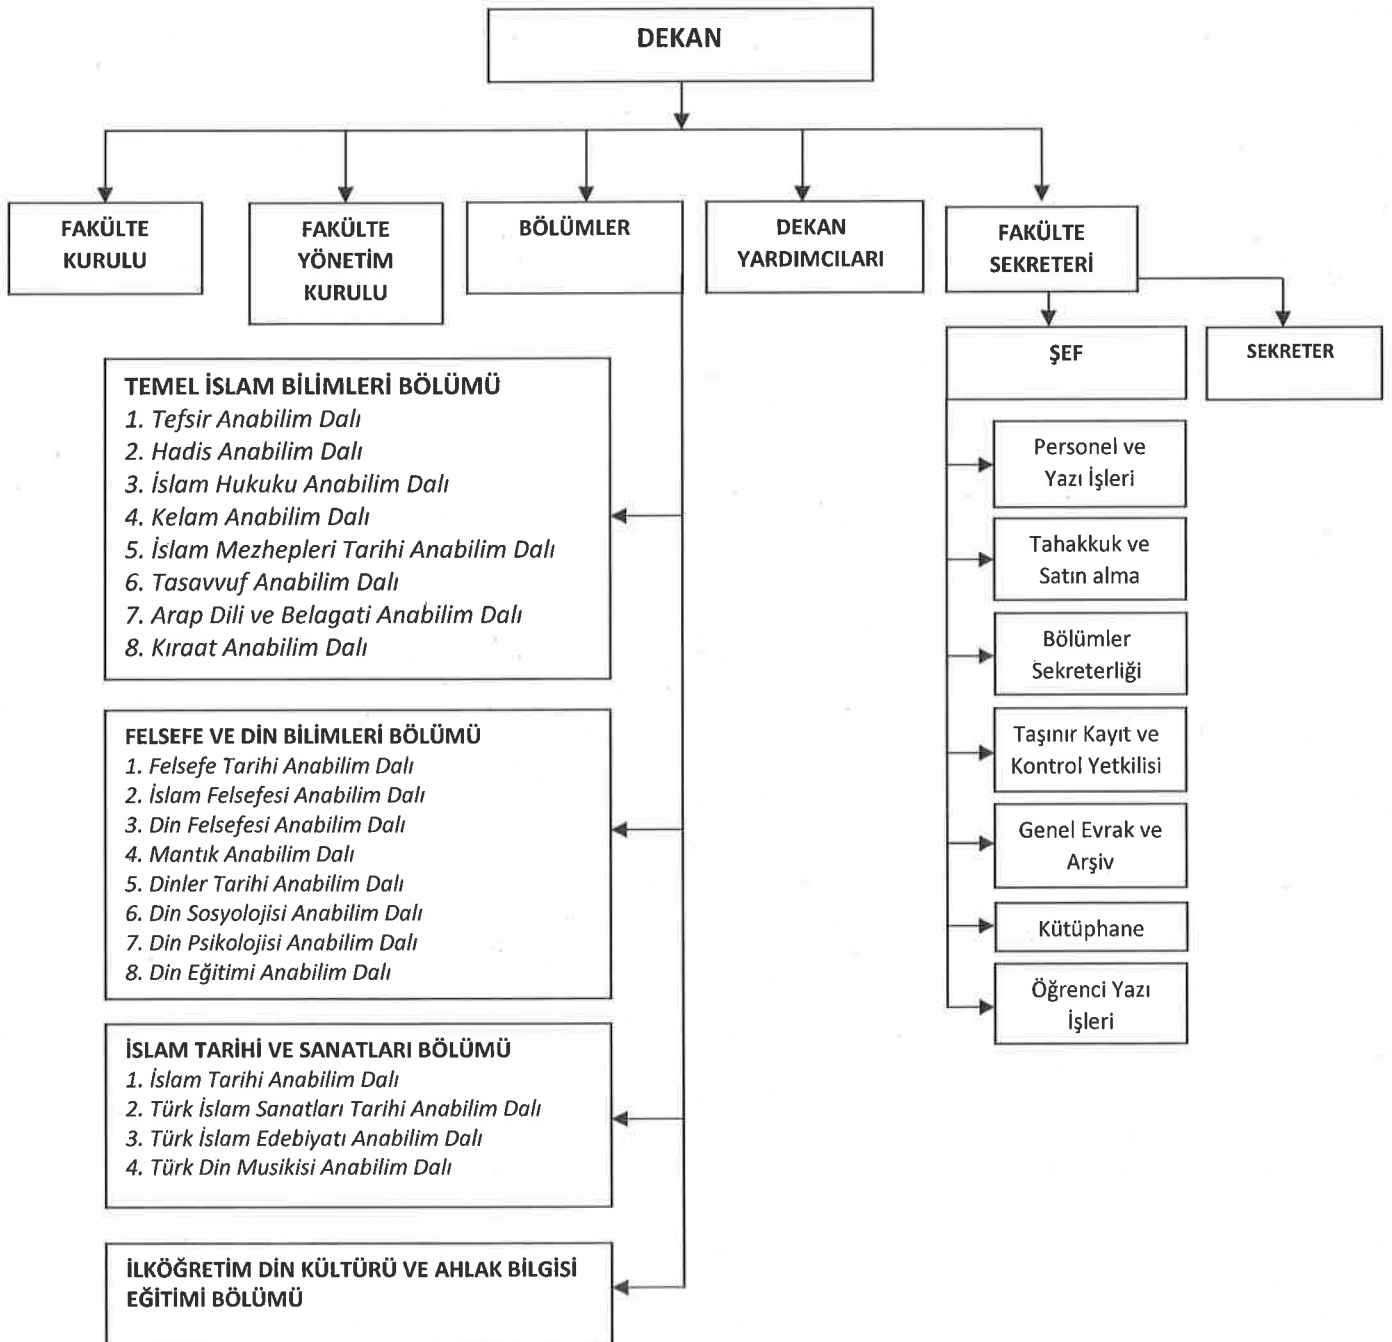 DEKAN
FAKÜLTE
KURULU
FAKÜLTE
YÖNETİM
KURULU
BÖLÜMLER
DEKAN
YARDIMCILARI
FAKÜLTE
SEKRETERİ
ŞEF
SEKRETER
TEMEL İSLAM BİLİMLERİ BÖLÜMÜ
1. Tefsir Anabilim Dalı
2. Hadis Anabilim Dalı
3. İslam Hukuku Anabilim Dalı
4. Kelam Anabilim Dalı
5. İslam Mezhepleri Tarihi Anabilim Dalı
6. Tasavvuf Anabilim Dalı
7. Arap Dili ve Belagati Anabilim Dalı
8. Kıraat Anabilim Dalı
FELSEFE VE DİN BİLİMLERİ BÖLÜMÜ
1. Felsefe Tarihi Anabilim Dalı
2. İslam Felsefesi Anabilim Dalı
3. Din Felsefesi Anabilim Dalı
4. Mantık Anabilim Dalı
5. Dinler Tarihi Anabilim Dalı
6. Din Sosyolojisi Anabilim Dalı
7. Din Psikolojisi Anabilim Dalı
8. Din Eğitimi Anabilim Dalı
İSLAM TARİHİ VE SANATLARI BÖLÜMÜ
1. İslam Tarihi Anabilim Dalı
2. Türk İslam Sanatları Tarihi Anabilim Dalı
3. Türk İslam Edebiyatı Anabilim Dalı
4. Türk Din Musikisi Anabilim Dalı
İLKÖĞRETİM DİN KÜLTÜRÜ VE AHLAK BİLGİSİ
EĞİTİMİ BÖLÜMÜ
Personel ve
Yazı İşleri
Tahakkuk ve
Satın alma
Bölümler
Sekreterliği
Taşınır Kayıt ve
Kontrol Yetkilisi
Genel Evrak ve
Arşiv
Kütüphane
Öğrenci Yazı
İşleri